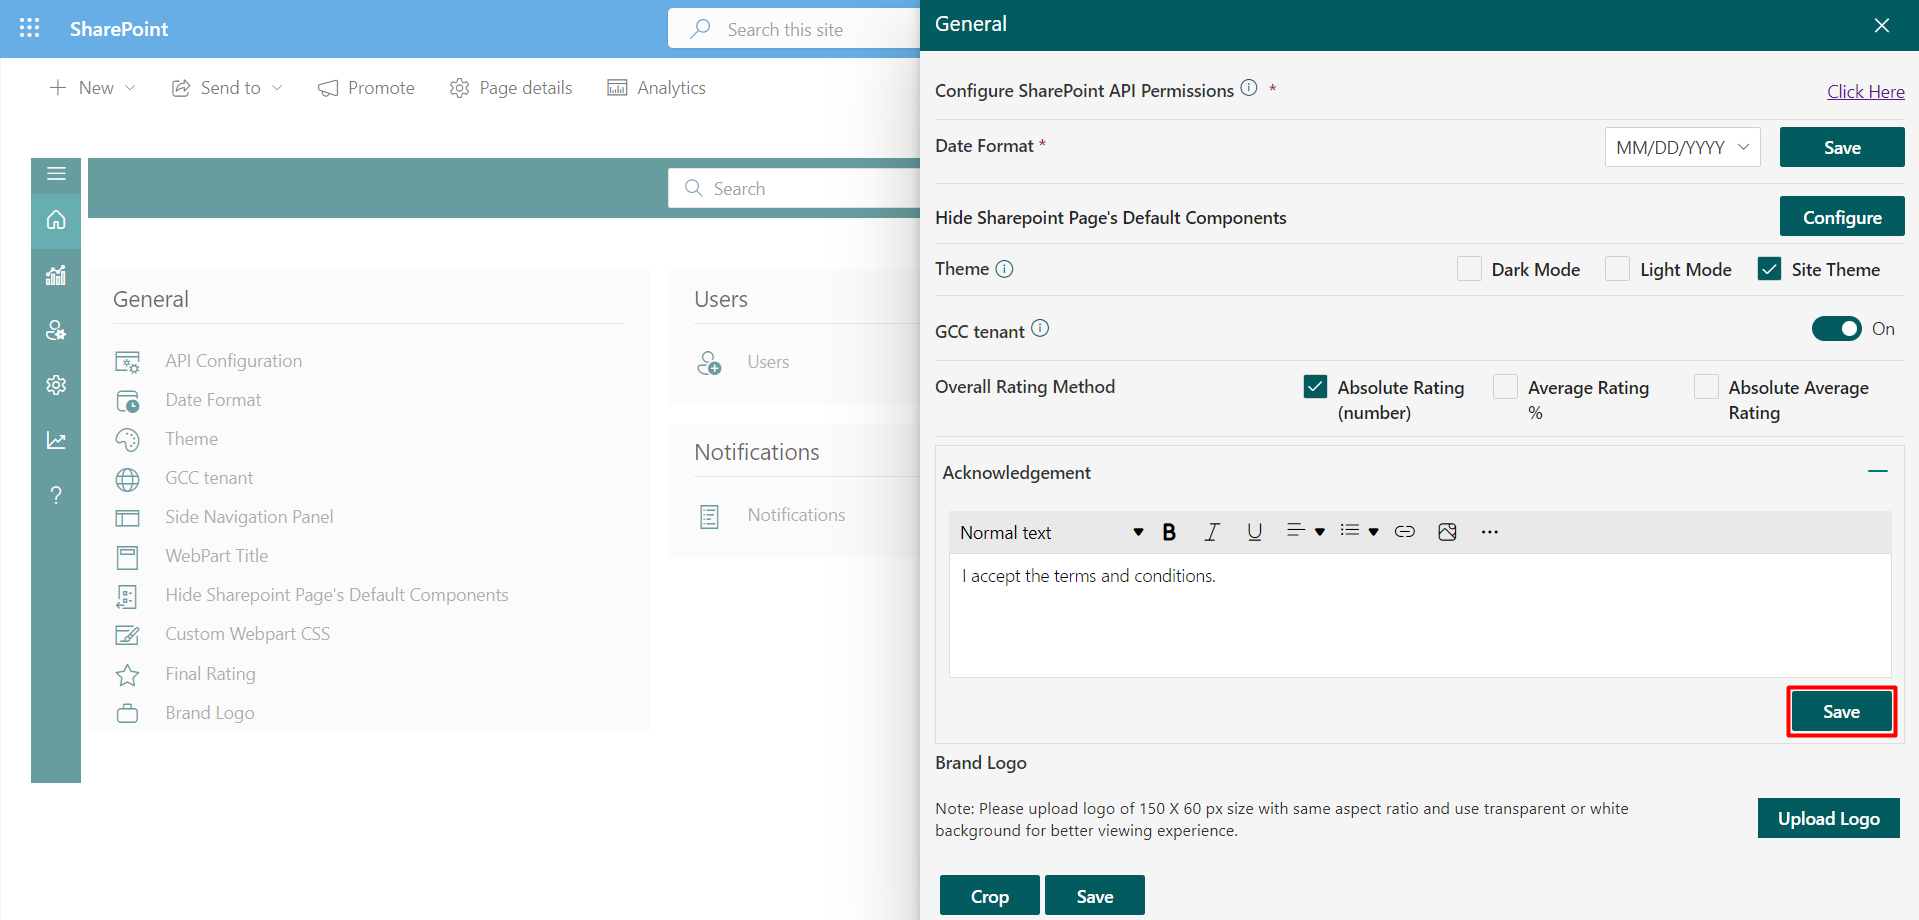 SharePoint
Search this site
New
Send to
Promote
Page details
Analytics
Search
General
API Configuration
Date Format
Theme
GCC tenant
Side Navigation Panel
WebPart Title
Hide Sharepoint Page's Default Components
Custom Webpart CSS
Final Rating
Brand Logo
Users
Users
Notifications
Notifications
General
Configure SharePoint API Permissions *
Click Here
Date Format *
MM/DD/YYYY
Save
Hide Sharepoint Page's Default Components
Configure
Theme
Dark Mode
Light Mode
Site Theme
GCC tenant
On
Overall Rating Method
Absolute Rating
(number)
Average Rating
%
Absolute Average
Rating
Acknowledgement
Normal text
B I U
I accept the terms and conditions.
Save
Brand Logo
Note: Please upload logo of 150 X 60 px size with same aspect ratio and use transparent or white
background for better viewing experience.
Upload Logo
Crop
Save